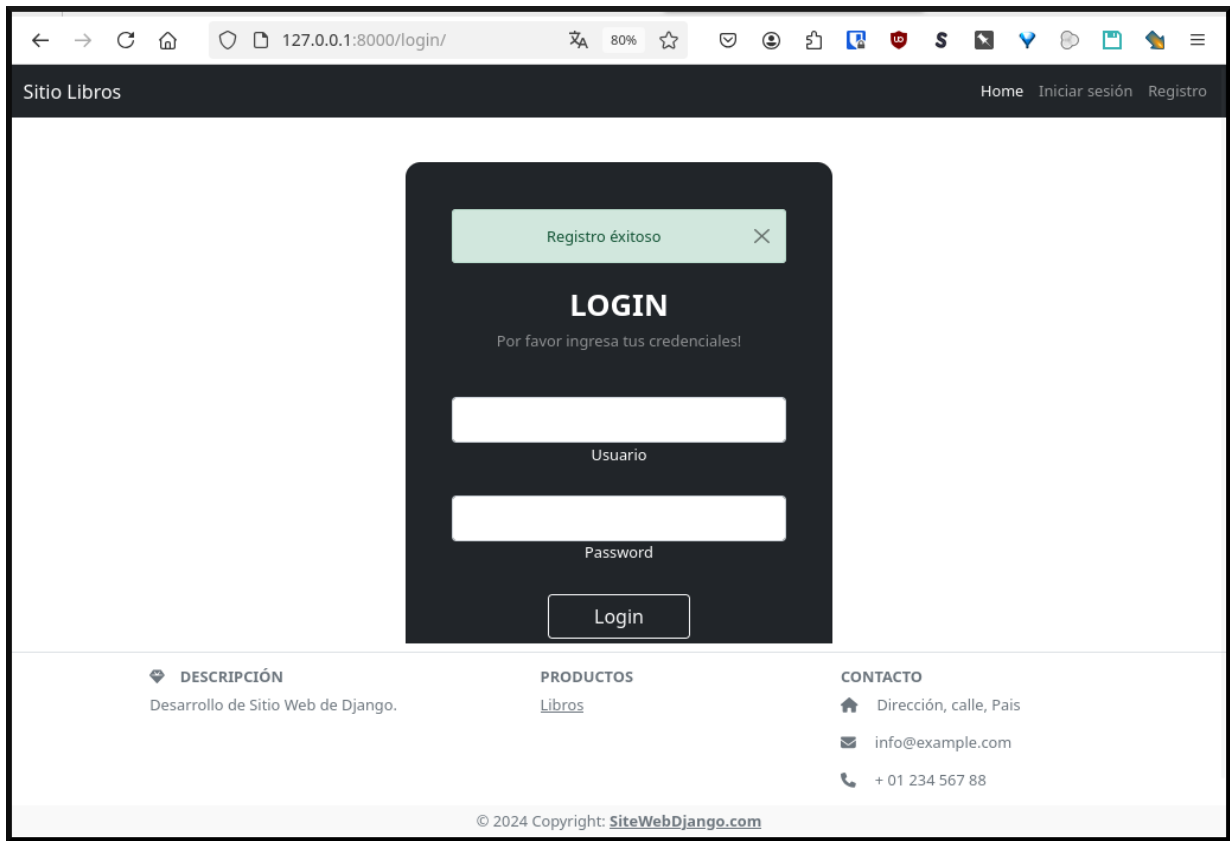 127.0.0.1:8000/login/ 80%
Sitio Libros Home Iniciar sesión Registro
Registro éxitoso
LOGIN
Por favor ingresa tus credenciales!
Usuario
Password
Login
DESCRIPCIÓN
Desarrollo de Sitio Web de Django.
PRODUCTOS
Libros
CONTACTO
Dirección, calle, Pais
info@example.com
+ 01 234 567 88
© 2024 Copyright: SiteWebDjango.com